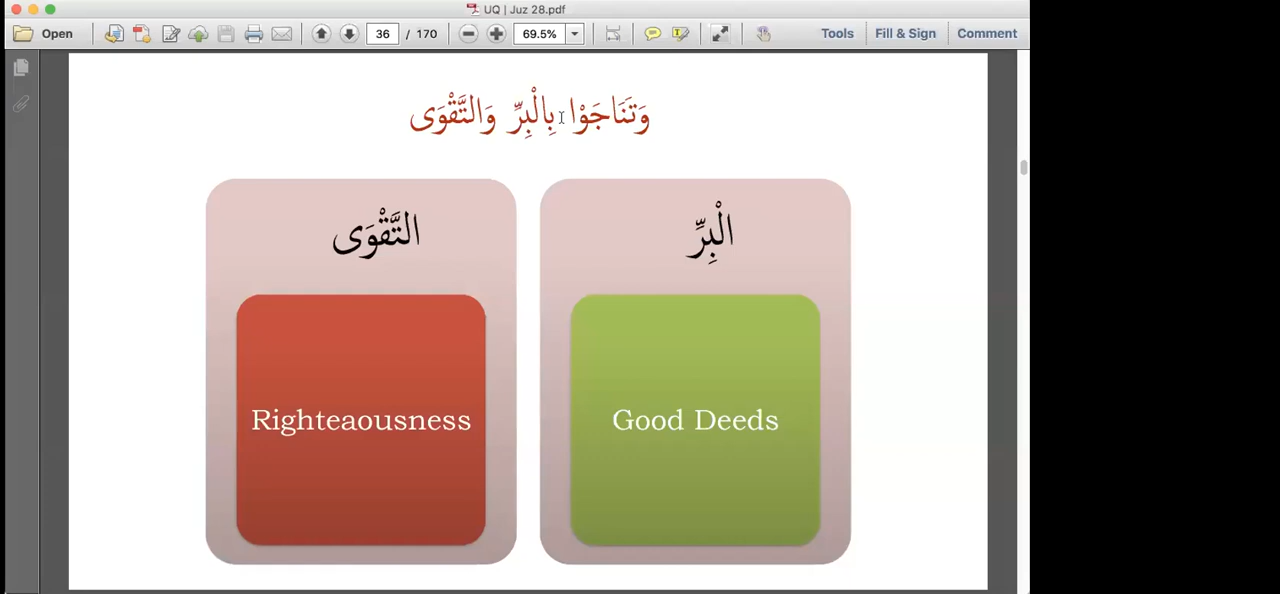 UQ | Juz 28.pdf
Open 36 / 170 69.5% Tools Fill & Sign Comment
وَتَنَاجَوْا بِالْبِرِّ وَالتَّقْوَى
الْبِرِّ
التَّقْوَى
Good Deeds
Righteaousness